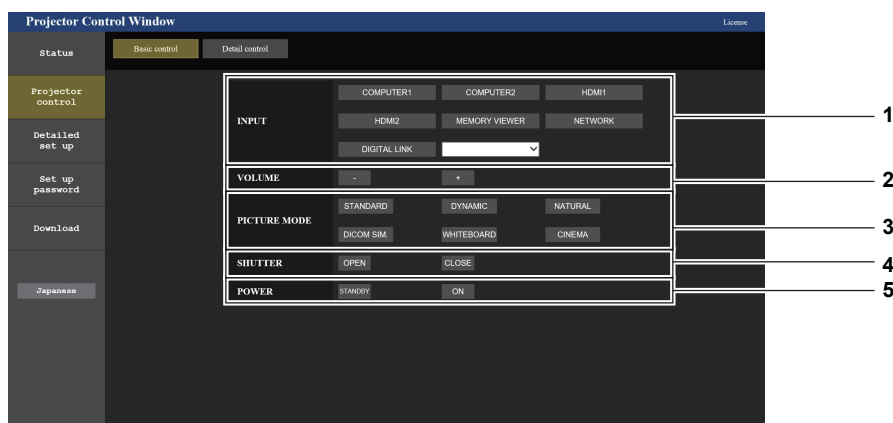 Projector Control Window
License
Status
Basic control
Detail control
Projector
control
Detailed
set up
Set up
password
Download
Japanese
INPUT
COMPUTER1
COMPUTER2
HDMI1
HDMI2
MEMORY VIEWER
NETWORK
DIGITAL LINK
1
VOLUME
-
+
2
PICTURE MODE
STANDARD
DYNAMIC
NATURAL
DICOM SIM.
WHITEBOARD
CINEMA
3
SHUTTER
OPEN
CLOSE
4
POWER
STANDBY
ON
5